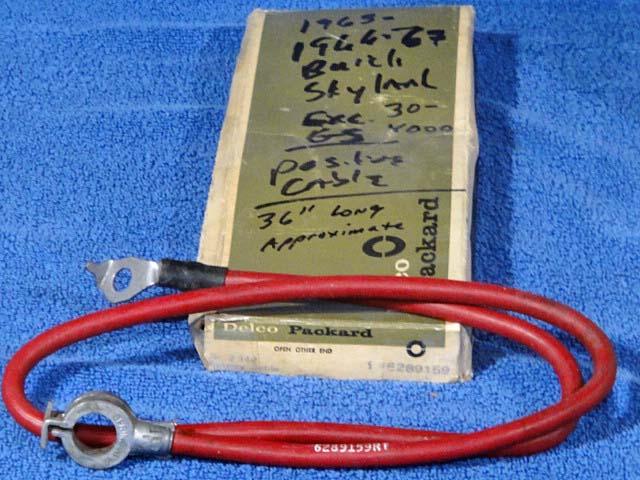 1965-
1966-67
Buick
Skylark
Exc. 30-
GS 4000
Positive
Cable
36" Long
Approximate
co
Packard
Delco Packard
OPEN OTHER END
6289159
6289159RT